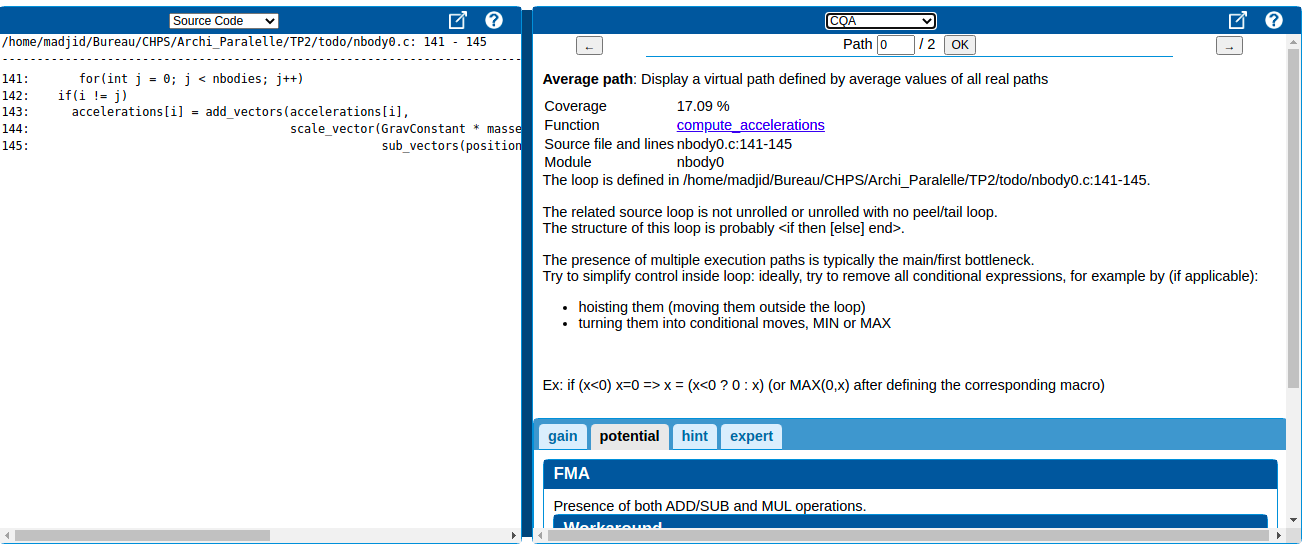 Source Code
/home/madjid/Bureau/CHPS/Archi_Paralelle/TP2/todo/nbody0.c: 141 - 145
--------------------------------------------------------------------------------
141:       for(int j = 0; j < nbodies; j++)
142:    if(i != j)
143:      accelerations[i] = add_vectors(accelerations[i],
144:                                     scale_vector(GravConstant * masse
145:                                                  sub_vectors(position
CQA
← Path 0 / 2 OK →
Average path: Display a virtual path defined by average values of all real paths
Coverage 17.09 %
Function compute_accelerations
Source file and lines nbody0.c:141-145
Module nbody0
The loop is defined in /home/madjid/Bureau/CHPS/Archi_Paralelle/TP2/todo/nbody0.c:141-145.
The related source loop is not unrolled or unrolled with no peel/tail loop.
The structure of this loop is probably <if then [else] end>.
The presence of multiple execution paths is typically the main/first bottleneck.
Try to simplify control inside loop: ideally, try to remove all conditional expressions, for example by (if applicable):
• hoisting them (moving them outside the loop)
• turning them into conditional moves, MIN or MAX
Ex: if (x<0) x=0 => x = (x<0 ? 0 : x) (or MAX(0,x) after defining the corresponding macro)
gain potential hint expert
FMA
Presence of both ADD/SUB and MUL operations.
Workaround